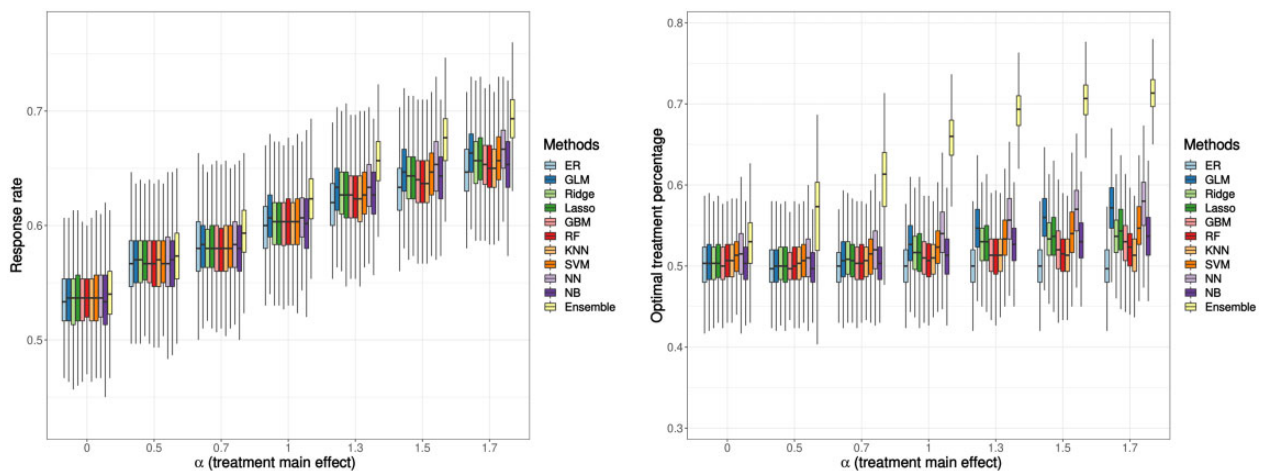 Response rate
0.7
0.6
0.5
0
0.5
0.7
1
1.3
1.5
1.7
α (treatment main effect)
Methods
ER
GLM
Ridge
Lasso
GBM
RF
KNN
SVM
NN
NB
Ensemble
Optimal treatment percentage
0.8
0.7
0.6
0.5
0.4
0.3
0
0.5
0.7
1
1.3
1.5
1.7
α (treatment main effect)
Methods
ER
GLM
Ridge
Lasso
GBM
RF
KNN
SVM
NN
NB
Ensemble